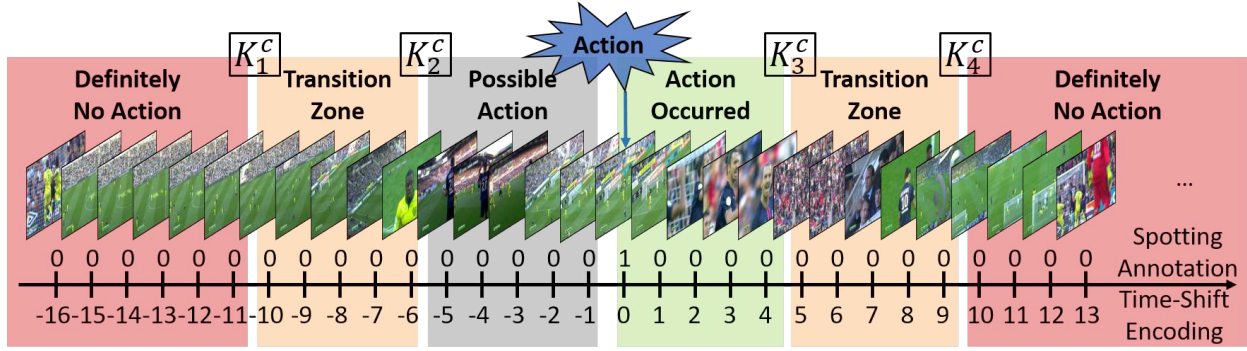 K₁ᶜ K₂ᶜ Action K₃ᶜ K₄ᶜ
Definitely No Action
Transition Zone
Possible Action
Action Occurred
Transition Zone
Definitely No Action
...
0 0 0 0 0 0 0 0 0 0 0 0 0 0 0 0 1 0 0 0 0 0 0 0 0 0 0 0 0 0
Spotting Annotation
-16 -15 -14 -13 -12 -11 -10 -9 -8 -7 -6 -5 -4 -3 -2 -1 0 1 2 3 4 5 6 7 8 9 10 11 12 13
Time-Shift Encoding